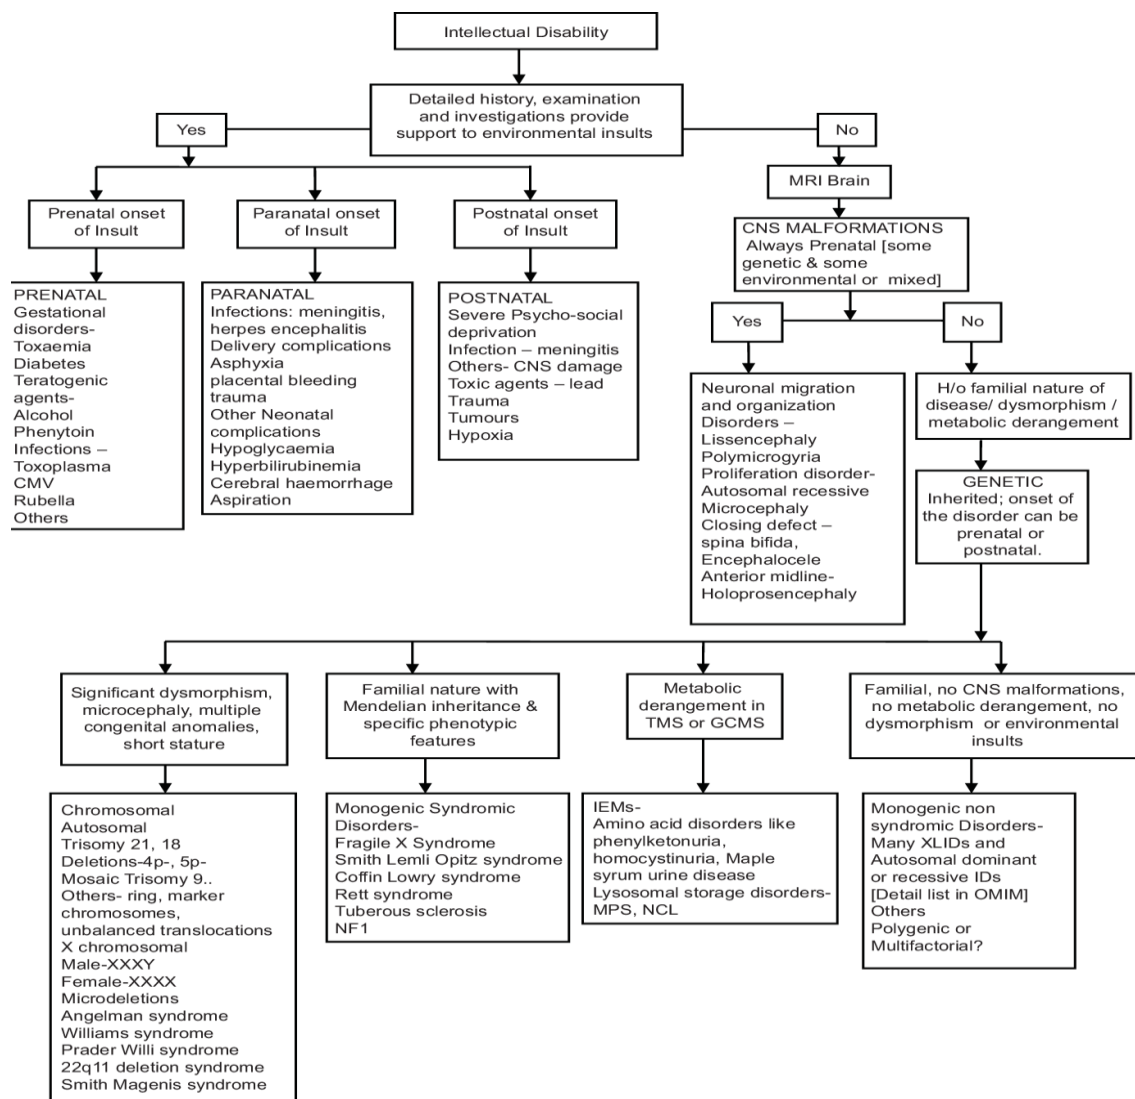 Intellectual Disability
Detailed history, examination
and investigations provide
support to environmental insults
Yes
No
MRI Brain
Prenatal onset
of Insult
Paranatal onset
of Insult
Postnatal onset
of Insult
CNS MALFORMATIONS
Always Prenatal [some
genetic & some
environmental or mixed]
PRENATAL
Gestational
disorders-
Toxaemia
Diabetes
Teratogenic
agents-
Alcohol
Phenytoin
Infections –
Toxoplasma
CMV
Rubella
Others
PARANATAL
Infections: meningitis,
herpes encephalitis
Delivery complications
Asphyxia
placental bleeding
trauma
Other Neonatal
complications
Hypoglycaemia
Hyperbilirubinemia
Cerebral haemorrhage
Aspiration
POSTNATAL
Severe Psycho-social
deprivation
Infection – meningitis
Others- CNS damage
Toxic agents – lead
Trauma
Tumours
Hypoxia
Yes
No
Neuronal migration
and organization
Disorders –
Lissencephaly
Polymicrogyria
Proliferation disorder-
Autosomal recessive
Microcephaly
Closing defect –
spina bifida,
Encephalocele
Anterior midline-
Holoprosencephaly
H/o familial nature of
disease/ dysmorphism /
metabolic derangement
GENETIC
Inherited; onset of
the disorder can be
prenatal or
postnatal.
Significant dysmorphism,
microcephaly, multiple
congenital anomalies,
short stature
Familial nature with
Mendelian inheritance &
specific phenotypic
features
Metabolic
derangement in
TMS or GCMS
Familial, no CNS malformations,
no metabolic derangement, no
dysmorphism or environmental
insults
Chromosomal
Autosomal
Trisomy 21, 18
Deletions-4p-, 5p-
Mosaic Trisomy 9..
Others- ring, marker
chromosomes,
unbalanced translocations
X chromosomal
Male-XXXY
Female-XXXX
Microdeletions
Angelman syndrome
Williams syndrome
Prader Willi syndrome
22q11 deletion syndrome
Smith Magenis syndrome
Monogenic Syndromic
Disorders-
Fragile X Syndrome
Smith Lemli Opitz syndrome
Coffin Lowry syndrome
Rett syndrome
Tuberous sclerosis
NF1
IEMs-
Amino acid disorders like
phenylketonuria,
homocystinuria, Maple
syrum urine disease
Lysosomal storage disorders-
MPS, NCL
Monogenic non
syndromic Disorders-
Many XLIDs and
Autosomal dominant
or recessive IDs
[Detail list in OMIM]
Others
Polygenic or
Multifactorial?